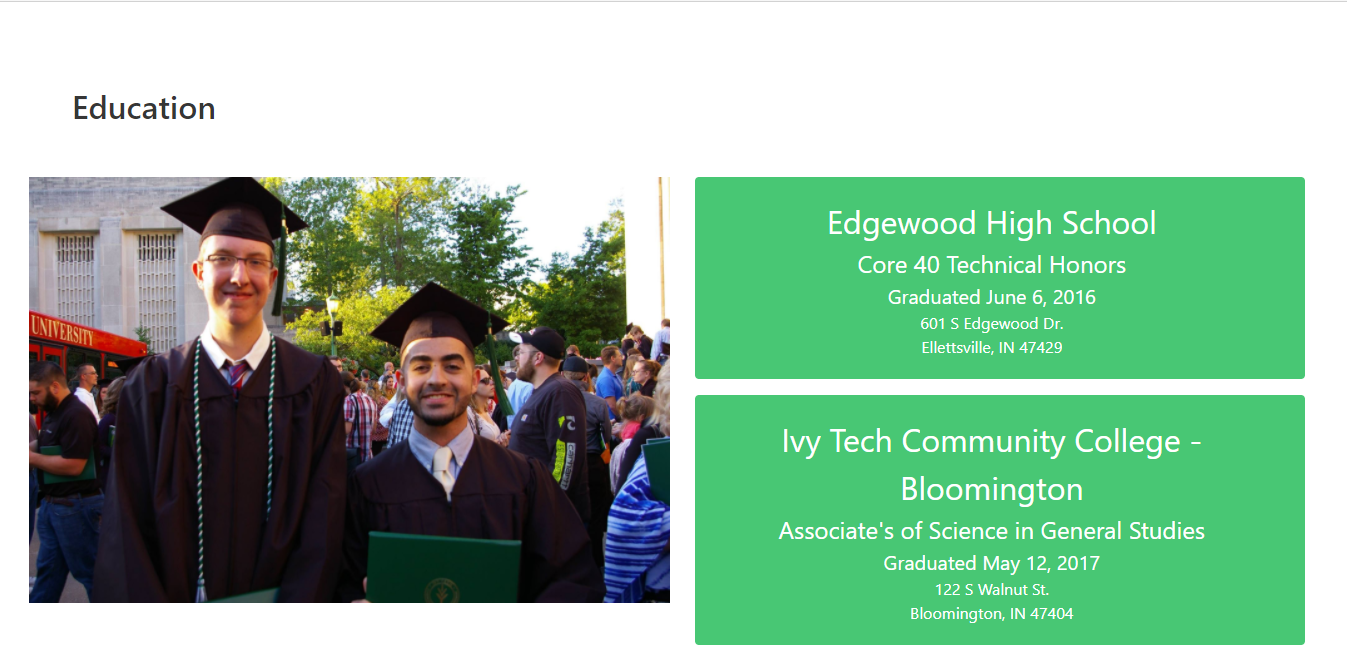 Education
UNIVERSITY
Edgewood High School
Core 40 Technical Honors
Graduated June 6, 2016
601 S Edgewood Dr.
Ellettsville, IN 47429
Ivy Tech Community College -
Bloomington
Associate's of Science in General Studies
Graduated May 12, 2017
122 S Walnut St.
Bloomington, IN 47404